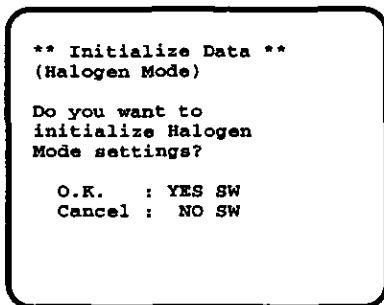 ** Initialize Data **
(Halogen Mode)
Do you want to
initialize Halogen
Mode settings?
O.K. : YES SW
Cancel : NO SW